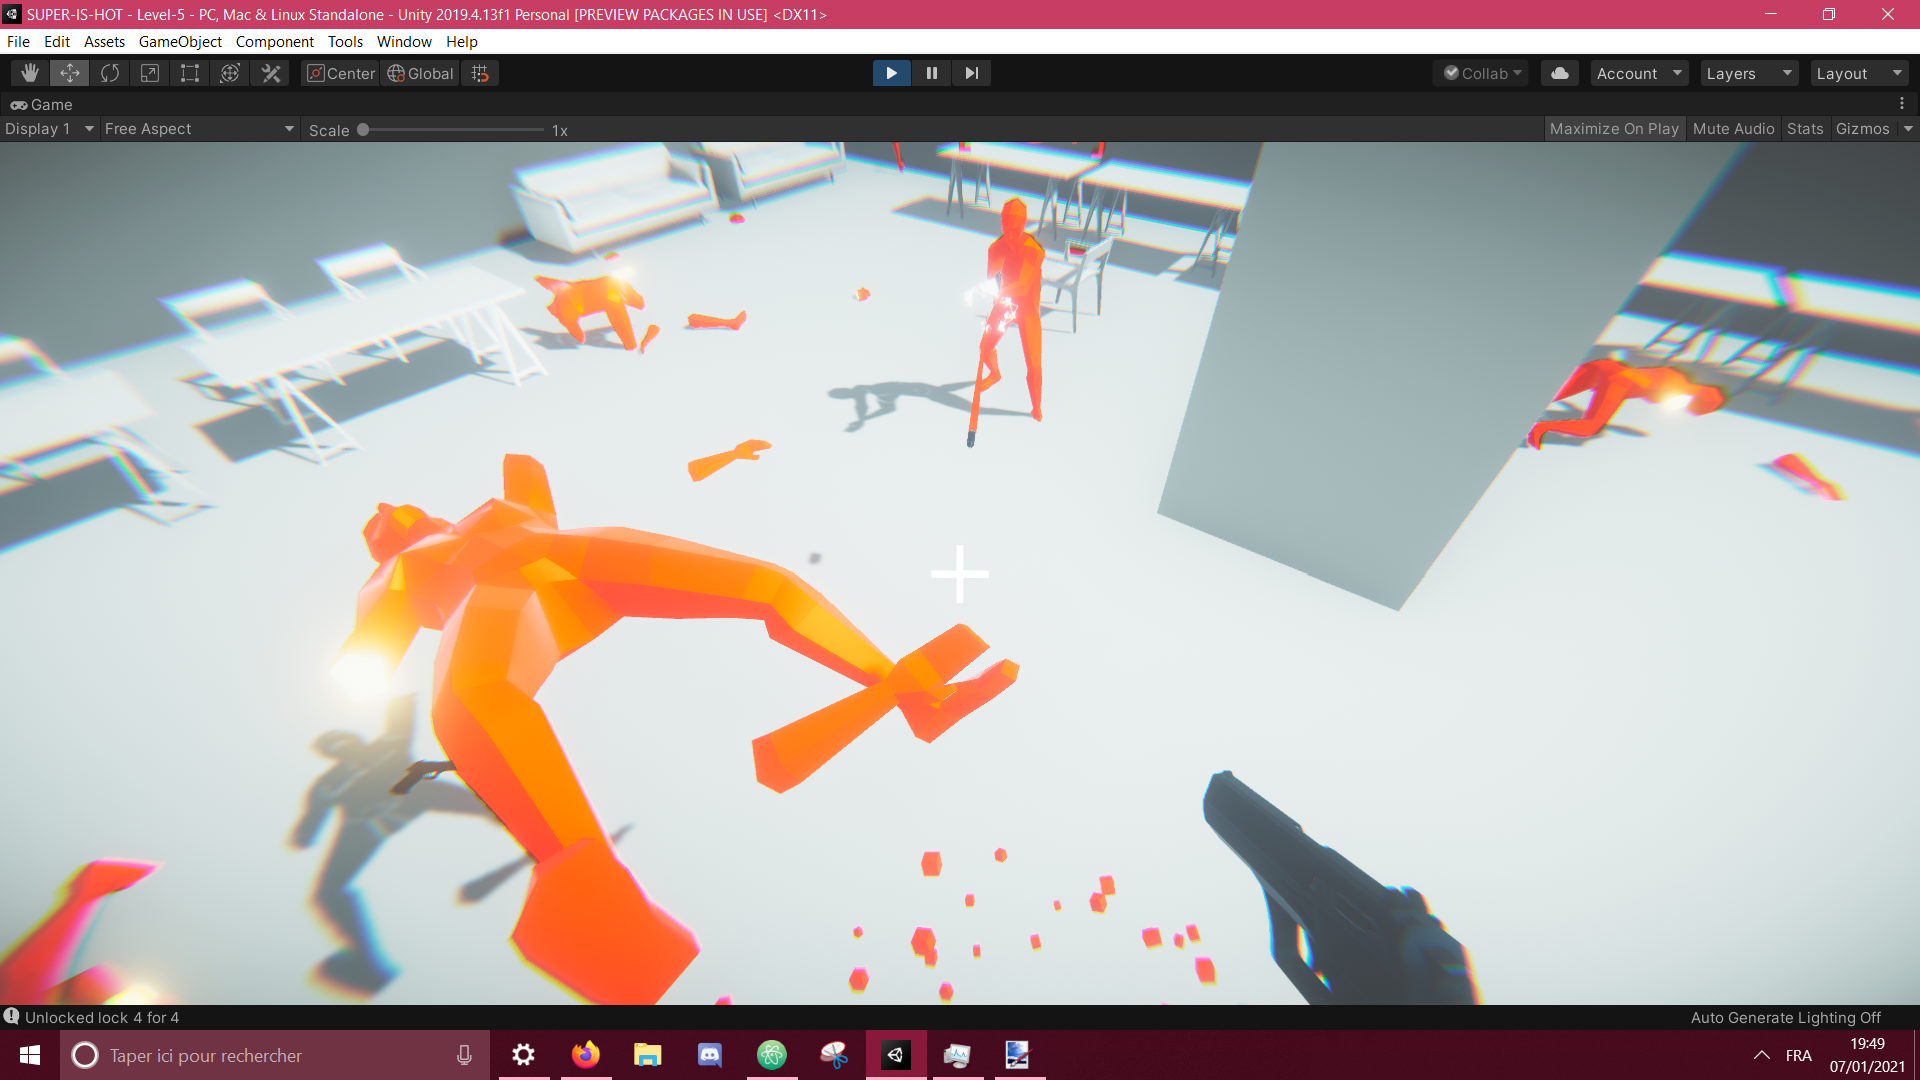 SUPER-IS-HOT - Level-5 - PC, Mac & Linux Standalone - Unity 2019.4.13f1 Personal [PREVIEW PACKAGES IN USE] <DX11>
File Edit Assets GameObject Component Tools Window Help
Center Global Collab Account Layers Layout
Game
Display 1 Free Aspect Scale 1x Maximize On Play Mute Audio Stats Gizmos
Unlocked lock 4 for 4 Auto Generate Lighting Off
Taper ici pour rechercher FRA 19:49
07/01/2021